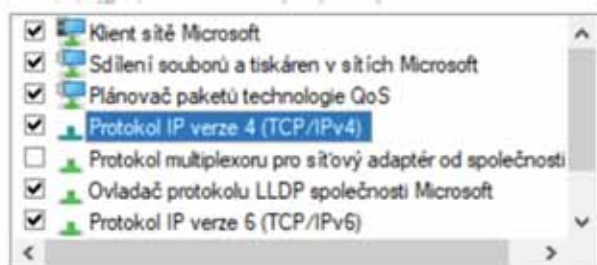 Klient sítě Microsoft
Sdílení souborů a tiskáren v sítích Microsoft
Plánovač paketů technologie QoS
Protokol IP verze 4 (TCP/IPv4)
Protokol multiplexoru pro síťový adaptér od společnosti
Ovladač protokolu LLDP společnosti Microsoft
Protokol IP verze 6 (TCP/IPv6)